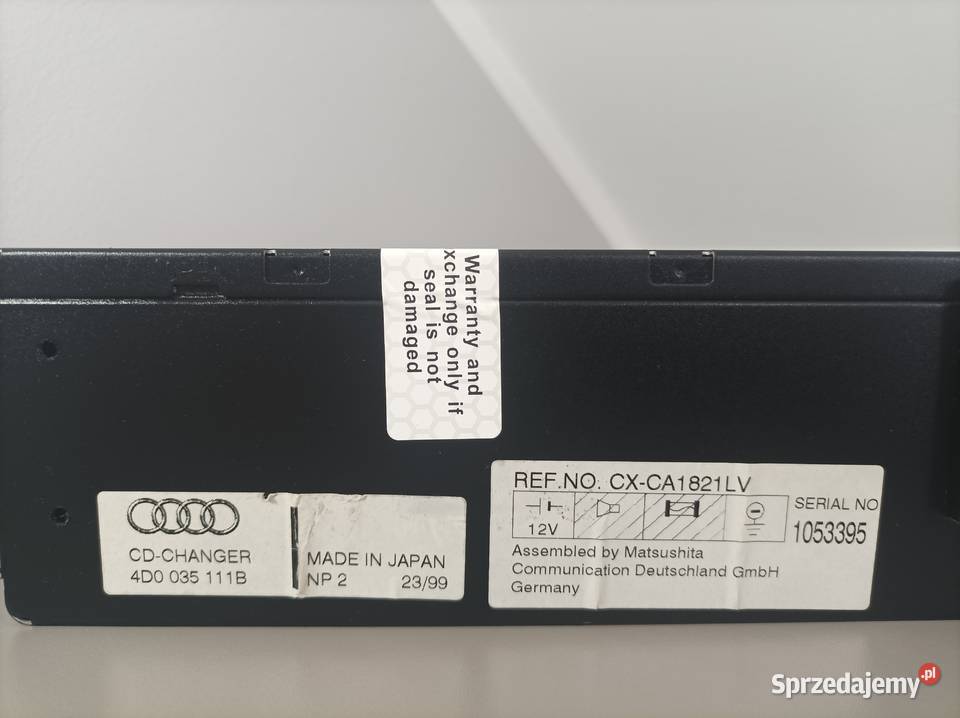 Warranty and
xchange only if
seal is not
damaged
CD-CHANGER
4D0 035 111B
MADE IN JAPAN
NP 2 23/99
REF.NO. CX-CA1821LV
12V
SERIAL NO
1053395
Assembled by Matsushita
Communication Deutschland GmbH
Germany
Sprzedajemy.pl